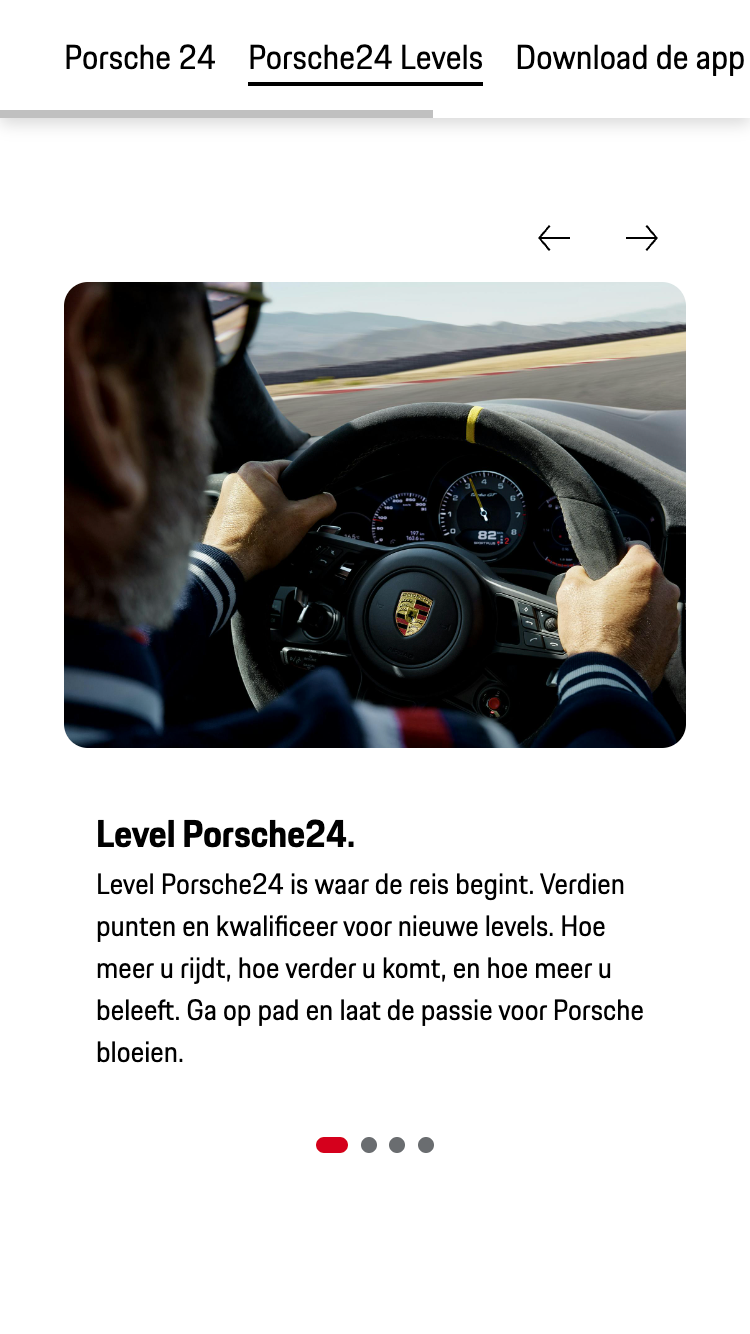 Porsche 24 Porsche24 Levels Download de app
82
Level Porsche24.
Level Porsche24 is waar de reis begint. Verdien
punten en kwalificeer voor nieuwe levels. Hoe
meer u rijdt, hoe verder u komt, en hoe meer u
beleeft. Ga op pad en laat de passie voor Porsche
bloeien.